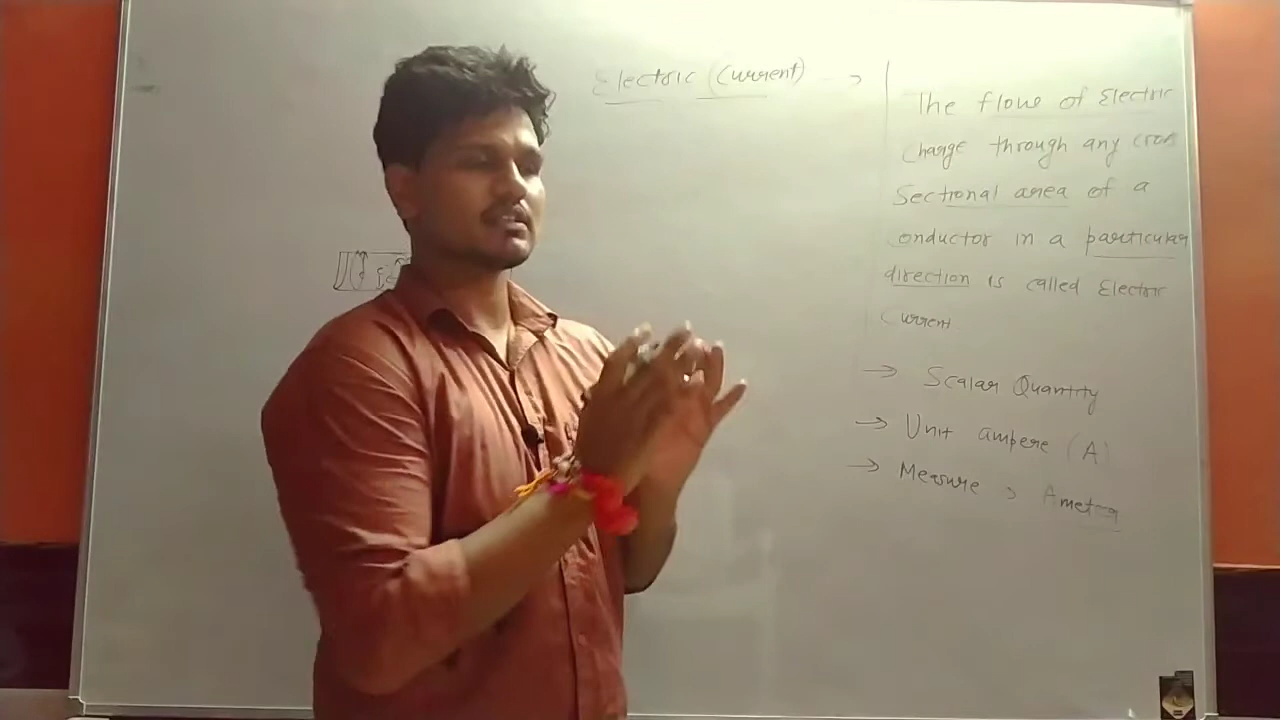 Electric (Current) →
The flow of Electric
Charge through any cross
Sectional area of a
Conductor in a particular
direction is called Electric
Current
→ Scalar Quantity
→ Unit ampere (A)
→ Measure → Ameter